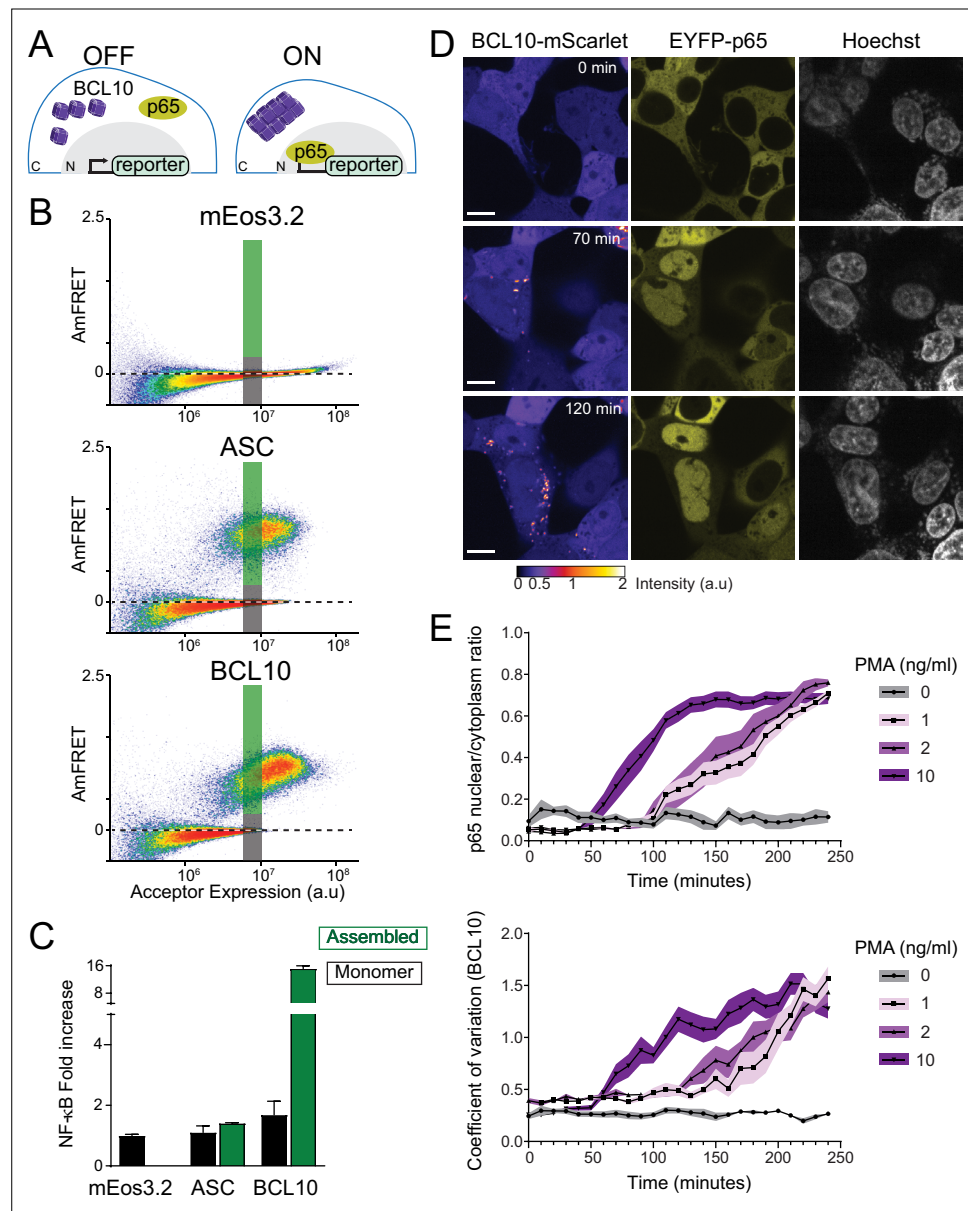 A
OFF
ON
BCL10
p65
C
N
reporter
p65
C
N
reporter
B
mEos3.2
2.5
AmFRET
0
10⁶
10⁷
10⁸
ASC
2.5
AmFRET
0
10⁶
10⁷
10⁸
BCL10
2.5
AmFRET
0
10⁶
10⁷
10⁸
Acceptor Expression (a.u)
C
Assembled
Monomer
NF-κB Fold increase
16
8
4
2
0
mEos3.2
ASC
BCL10
D
BCL10-mScarlet
EYFP-p65
Hoechst
0 min
70 min
120 min
0
0.5
1
2
Intensity (a.u)
E
p65 nuclear/cytoplasm ratio
1.0
0.8
0.6
0.4
0.2
0.0
0
50
100
150
200
250
Time (minutes)
PMA (ng/ml)
0
1
2
10
Coefficient of variation (BCL10)
2.0
1.5
1.0
0.5
0.0
0
50
100
150
200
250
Time (minutes)
PMA (ng/ml)
0
1
2
10